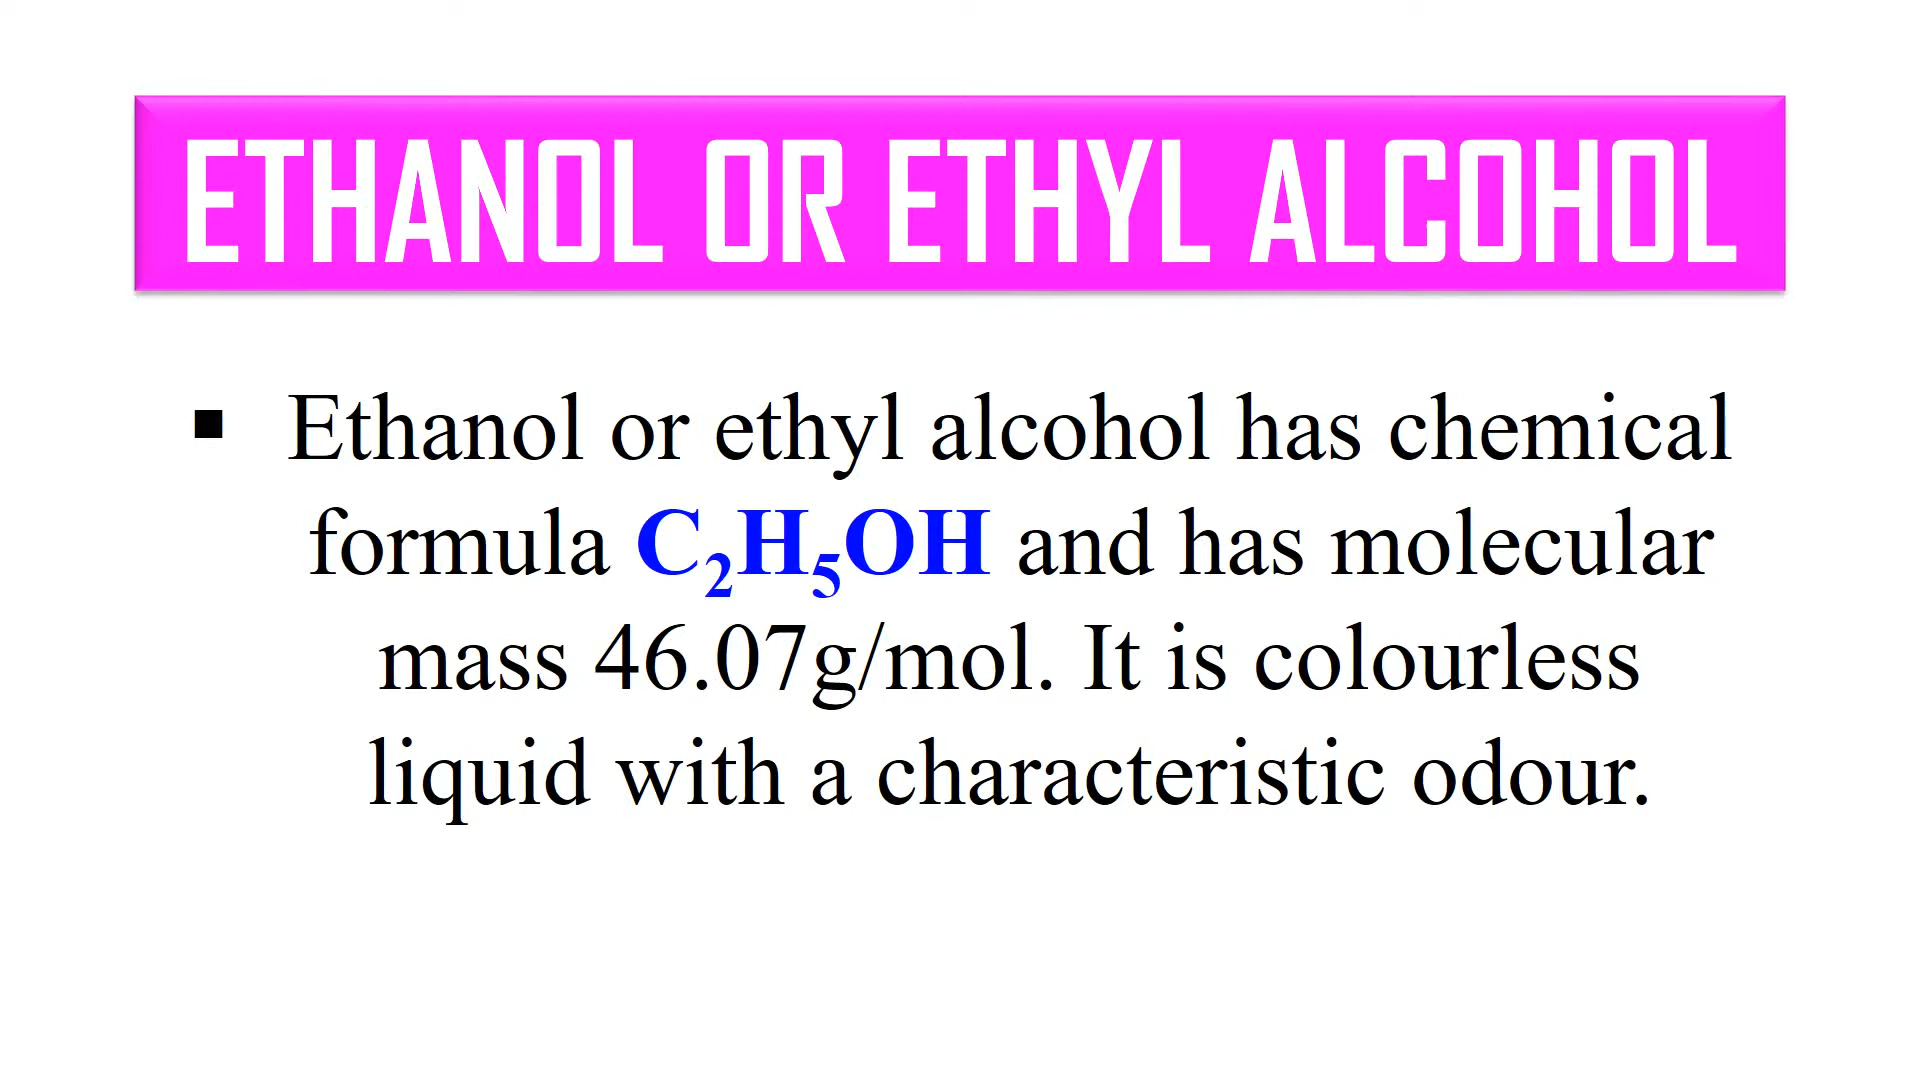 ETHANOL OR ETHYL ALCOHOL
▪ Ethanol or ethyl alcohol has chemical
formula C₂H₅OH and has molecular
mass 46.07g/mol. It is colourless
liquid with a characteristic odour.